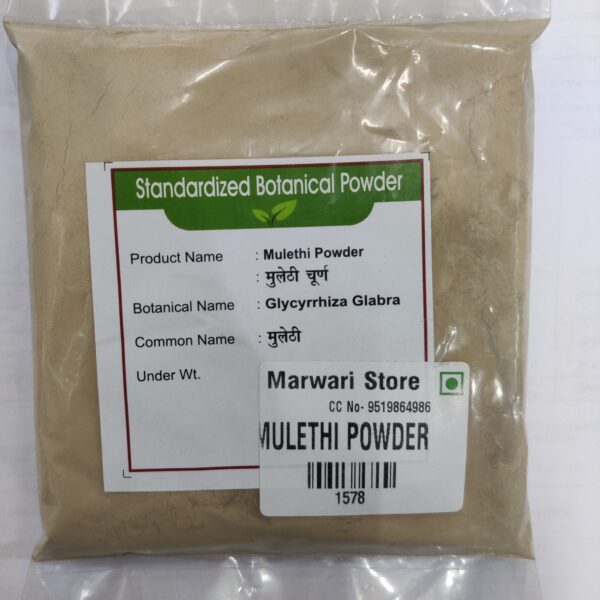 Standardized Botanical Powder
Product Name : Mulethi Powder
: मुलेठी चूर्ण
Botanical Name : Glycyrrhiza Glabra
Common Name : मुलेठी
Under Wt.
Marwari Store
CC No- 9519864986
MULETHI POWDER
1578